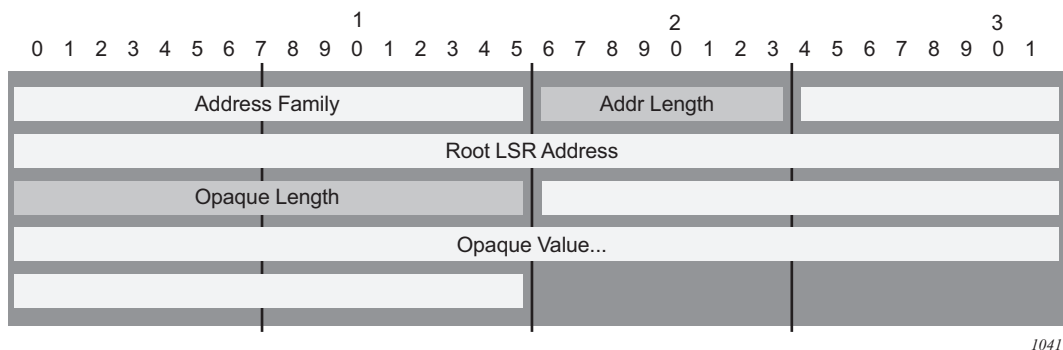 1 2 3
0 1 2 3 4 5 6 7 8 9 0 1 2 3 4 5 6 7 8 9 0 1 2 3 4 5 6 7 8 9 0 1
Address Family Addr Length
Root LSR Address
Opaque Length
Opaque Value...
1041